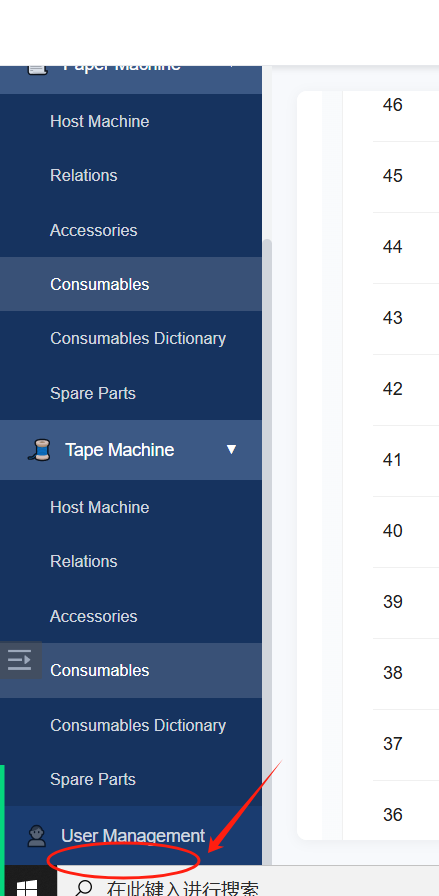 Paper Machine
Host Machine
Relations
Accessories
Consumables
Consumables Dictionary
Spare Parts
Tape Machine ▼
Host Machine
Relations
Accessories
Consumables
Consumables Dictionary
Spare Parts
User Management
46
45
44
43
42
41
40
39
38
37
36
在此键入进行搜索